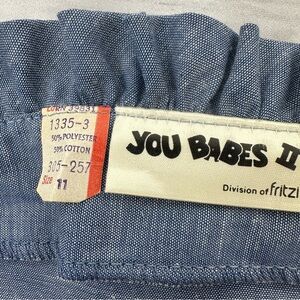 1335-3
50% POLYESTER
50% COTTON
305-257
Size 11
YOU BABES II
Division of fritzi